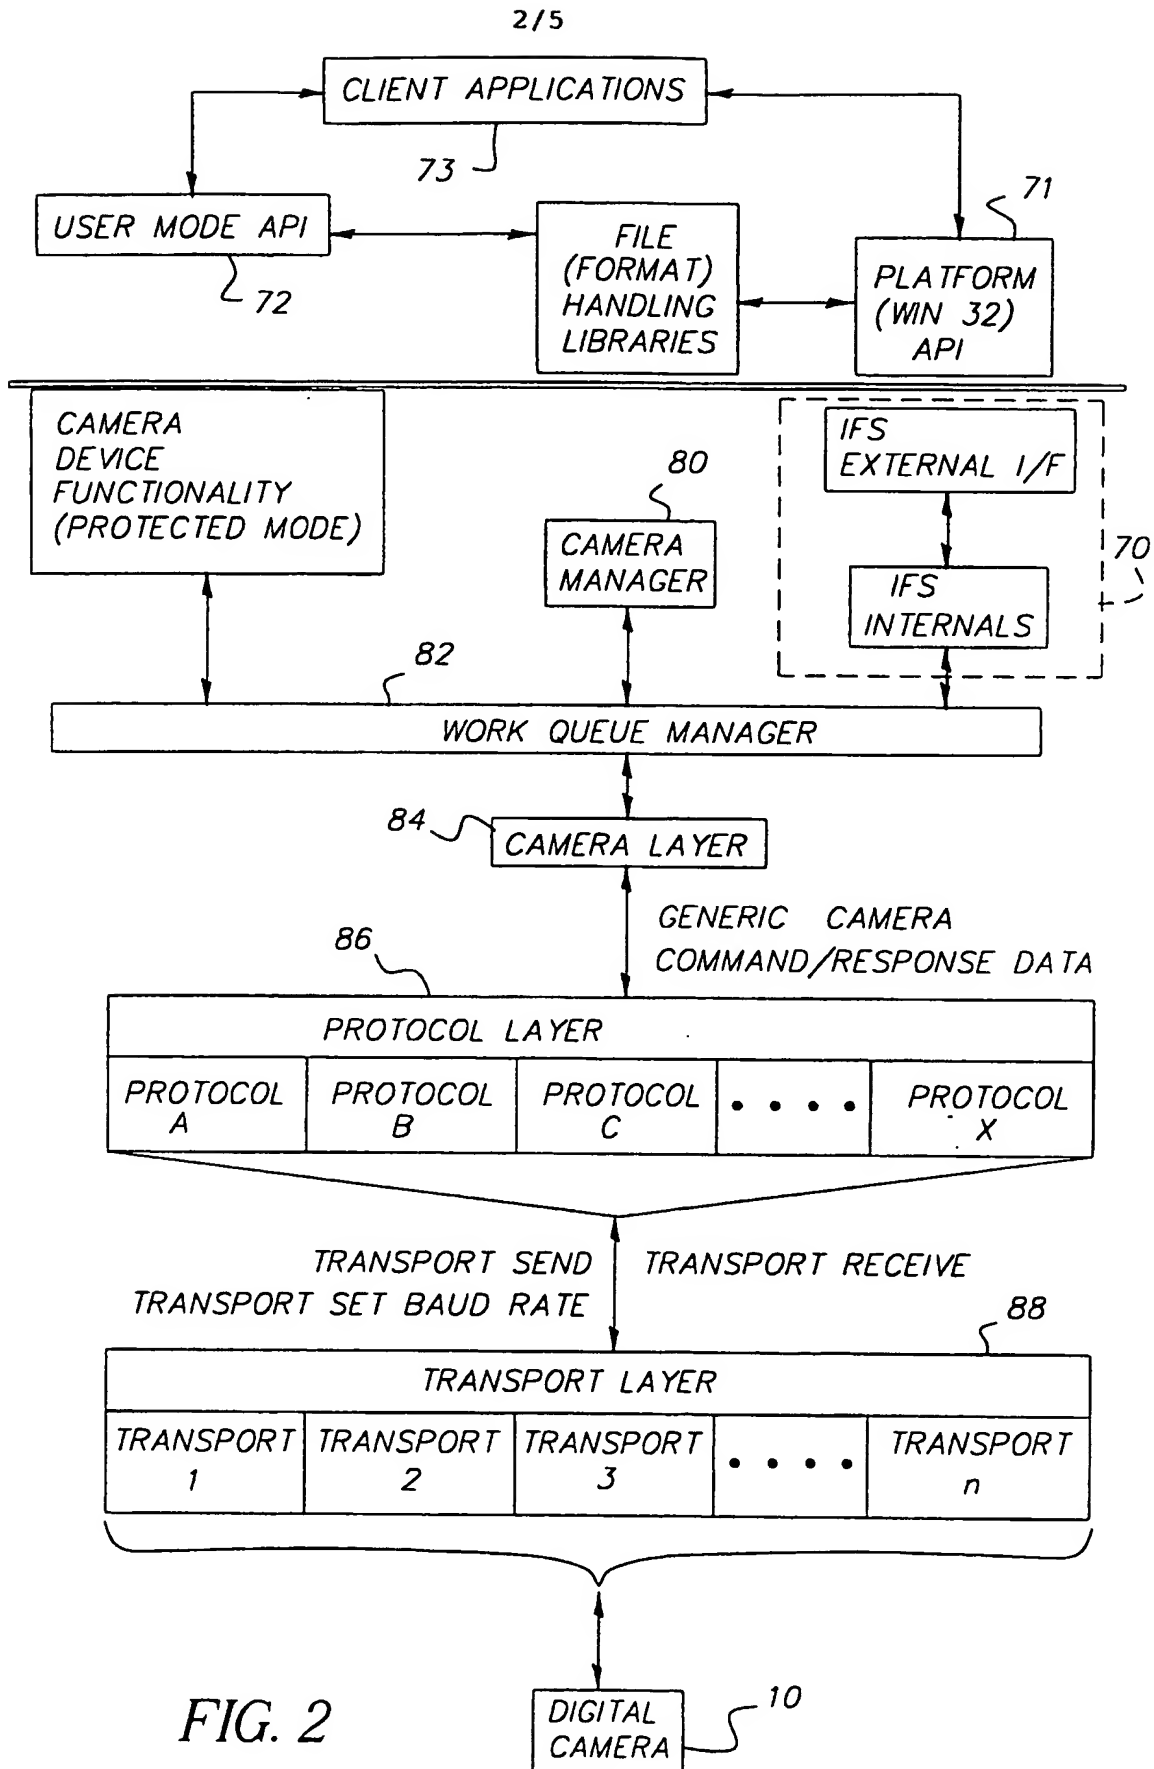 2/5
CLIENT APPLICATIONS
73
71
USER MODE API
72
FILE
(FORMAT)
HANDLING
LIBRARIES
PLATFORM
(WIN 32)
API
CAMERA
DEVICE
FUNCTIONALITY
(PROTECTED MODE)
80
CAMERA
MANAGER
IFS
EXTERNAL I/F
70
IFS
INTERNALS
82
WORK QUEUE MANAGER
84
CAMERA LAYER
GENERIC CAMERA
COMMAND/RESPONSE DATA
86
PROTOCOL LAYER
PROTOCOL
A
PROTOCOL
B
PROTOCOL
C
• • • •
PROTOCOL
X
TRANSPORT SEND
TRANSPORT SET BAUD RATE
TRANSPORT RECEIVE
88
TRANSPORT LAYER
TRANSPORT
1
TRANSPORT
2
TRANSPORT
3
• • • •
TRANSPORT
n
10
DIGITAL
CAMERA
FIG. 2